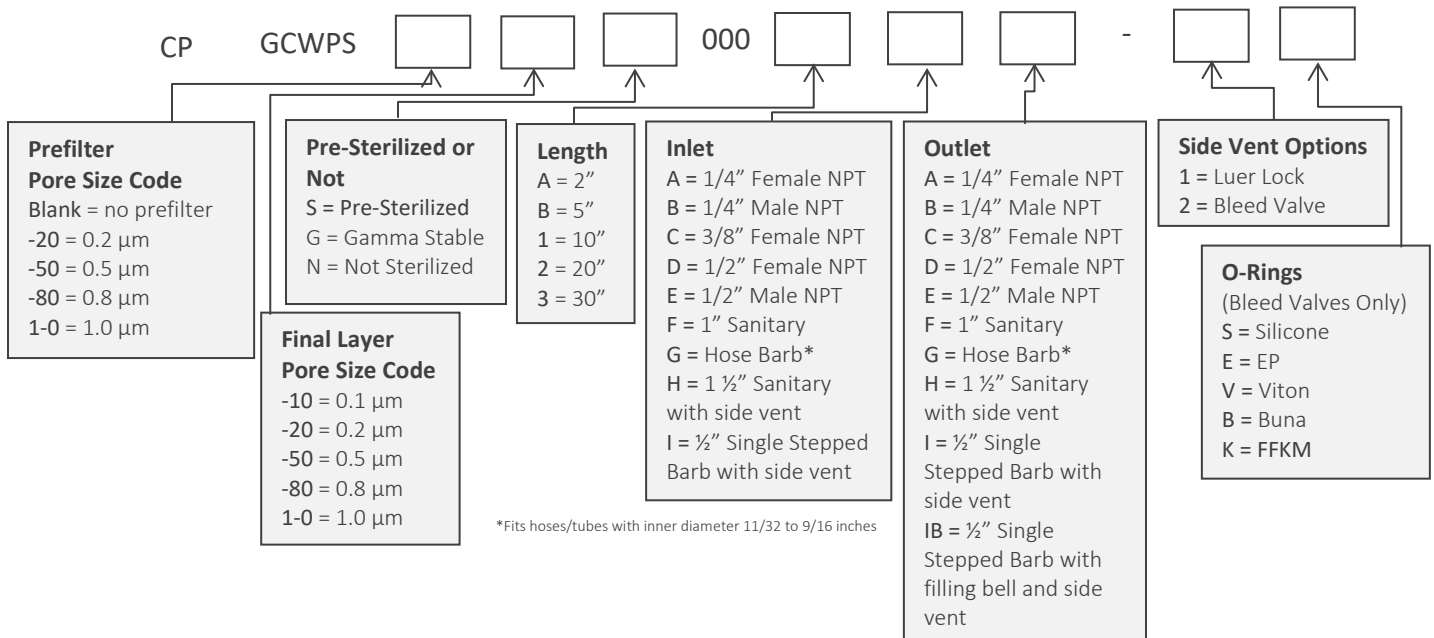 CP GCWPS 000 -
Prefilter
Pore Size Code
Blank = no prefilter
-20 = 0.2 µm
-50 = 0.5 µm
-80 = 0.8 µm
1-0 = 1.0 µm
Final Layer
Pore Size Code
-10 = 0.1 µm
-20 = 0.2 µm
-50 = 0.5 µm
-80 = 0.8 µm
1-0 = 1.0 µm
Pre-Sterilized or
Not
S = Pre-Sterilized
G = Gamma Stable
N = Not Sterilized
Length
A = 2”
B = 5”
1 = 10”
2 = 20”
3 = 30”
Inlet
A = 1/4” Female NPT
B = 1/4” Male NPT
C = 3/8” Female NPT
D = 1/2” Female NPT
E = 1/2” Male NPT
F = 1” Sanitary
G = Hose Barb*
H = 1 ½” Sanitary
with side vent
I = ½” Single Stepped
Barb with side vent
*Fits hoses/tubes with inner diameter 11/32 to 9/16 inches
Outlet
A = 1/4” Female NPT
B = 1/4” Male NPT
C = 3/8” Female NPT
D = 1/2” Female NPT
E = 1/2” Male NPT
F = 1” Sanitary
G = Hose Barb*
H = 1 ½” Sanitary
with side vent
I = ½” Single
Stepped Barb with
side vent
IB = ½” Single
Stepped Barb with
filling bell and side
vent
Side Vent Options
1 = Luer Lock
2 = Bleed Valve
O-Rings
(Bleed Valves Only)
S = Silicone
E = EP
V = Viton
B = Buna
K = FFKM